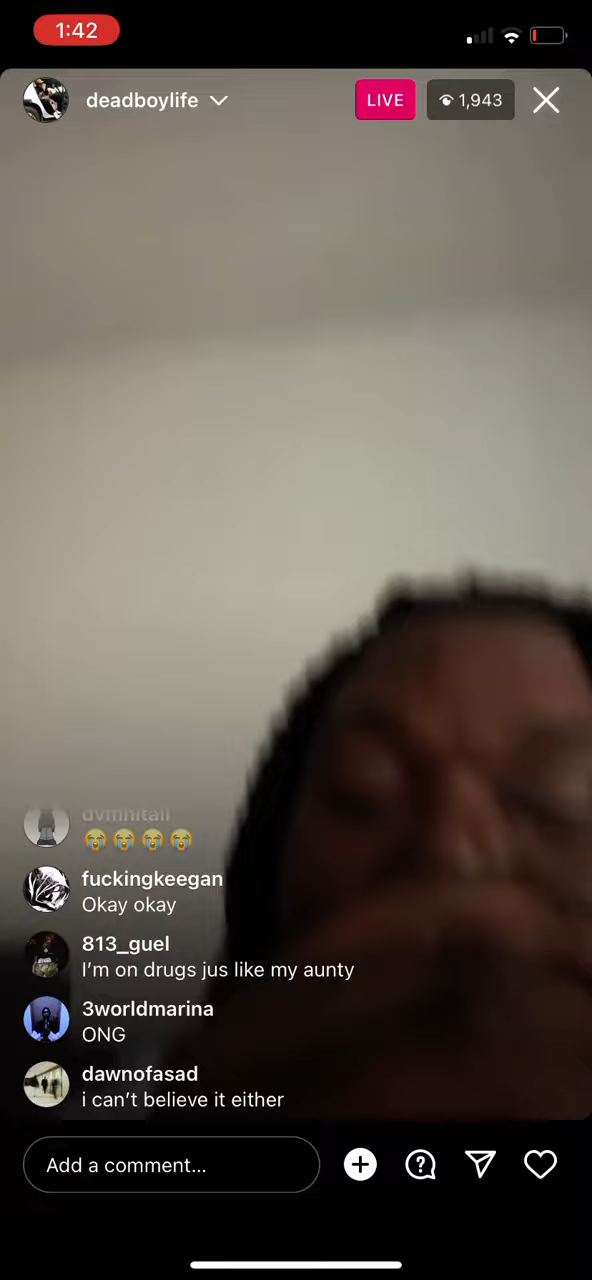 1:42
deadboylife
LIVE
1,943
dvmhitall
😭😭😭😭
fuckingkeegan
Okay okay
813_guel
I'm on drugs jus like my aunty
3worldmarina
ONG
dawnofasad
i can't believe it either
Add a comment...